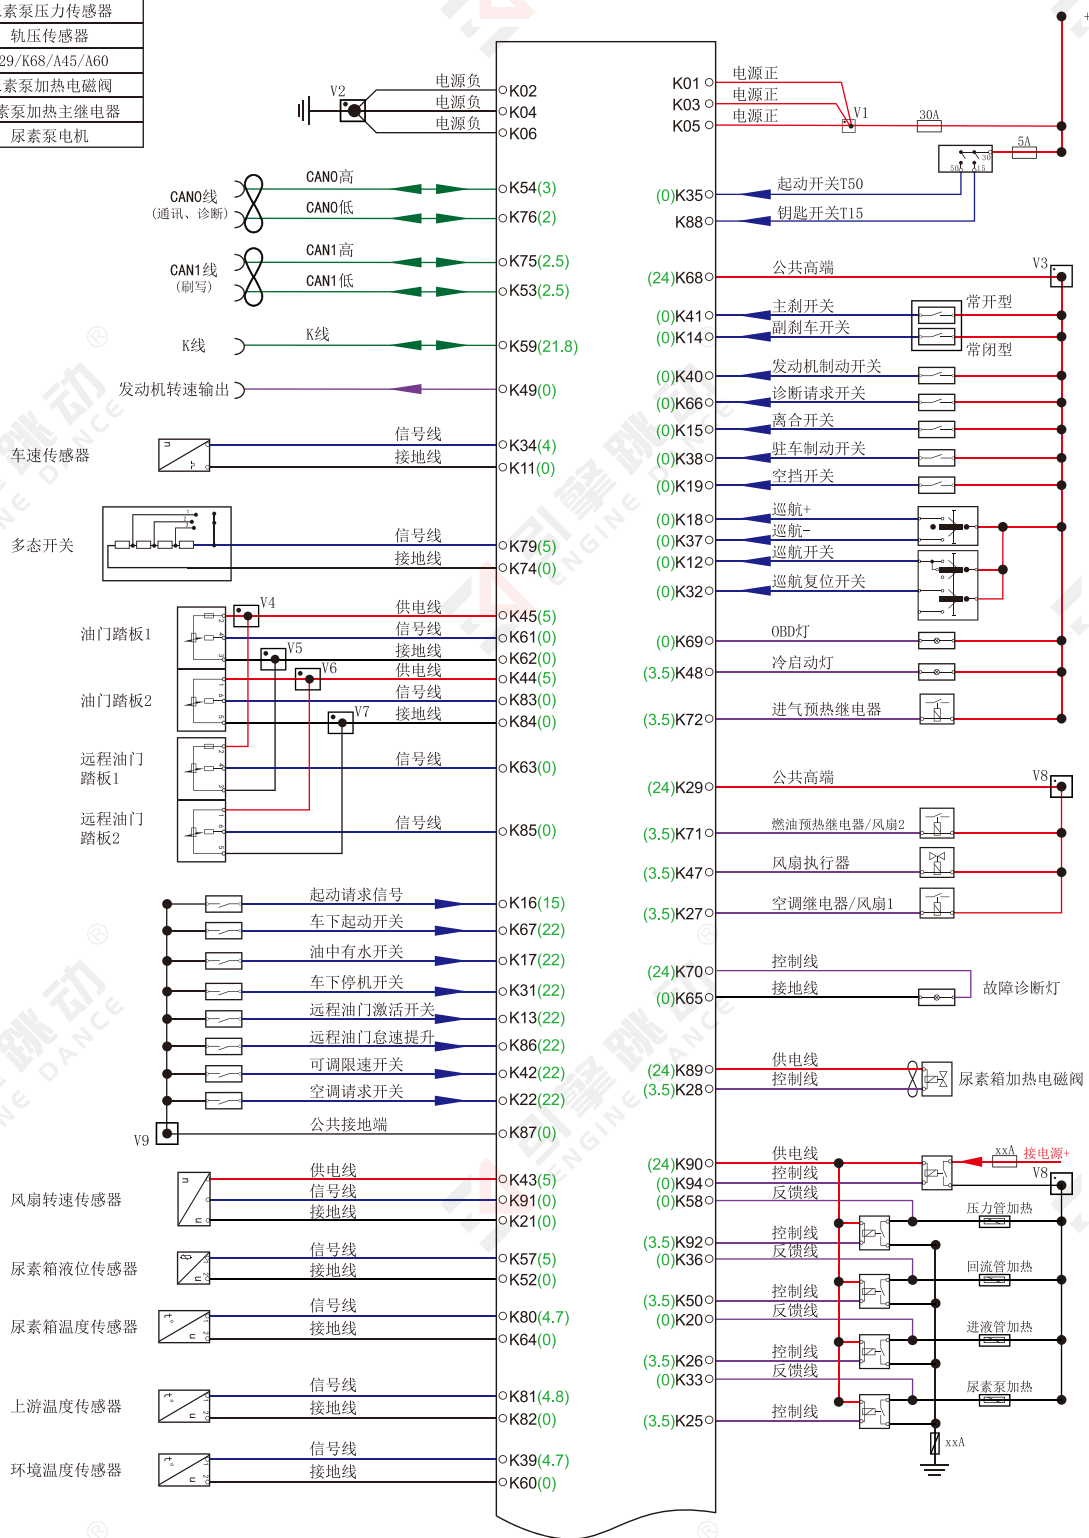 素泵压力传感器
轨压传感器
29/K68/A45/A60
素泵加热电磁阀
素泵加热主继电器
尿素泵电机
电源负 K02
V2
电源负 K04
电源负 K06
CAN0高 K54(3)
CAN0线
(通讯、诊断)
CAN0低 K76(2)
CAN1高 K75(2.5)
CAN1线
(刷写)
CAN1低 K53(2.5)
K线 K线 K59(21.8)
发动机转速输出 K49(0)
车速传感器 n 信号线 K34(4)
接地线 K11(0)
多态开关 1 2 3 信号线 K79(5)
接地线 K74(0)
油门踏板1 2 4 3 V4 供电线 K45(5)
信号线 K61(0)
V5 接地线 K62(0)
油门踏板2 1 6 5 V6 供电线 K44(5)
信号线 K83(0)
V7 接地线 K84(0)
远程油门
踏板1 2 4 3 信号线 K63(0)
远程油门
踏板2 1 6 5 信号线 K85(0)
起动请求信号 K16(15)
车下起动开关 K67(22)
油中有水开关 K17(22)
车下停机开关 K31(22)
远程油门激活开关 K13(22)
远程油门怠速提升 K86(22)
可调限速开关 K42(22)
空调请求开关 K22(22)
V9 公共接地端 K87(0)
风扇转速传感器 n u 供电线 K43(5)
信号线 K91(0)
接地线 K21(0)
尿素箱液位传感器 u 1 2 信号线 K57(5)
接地线 K52(0)
尿素箱温度传感器 t° u 1 2 信号线 K80(4.7)
接地线 K64(0)
上游温度传感器 t° u 1 2 信号线 K81(4.8)
接地线 K82(0)
环境温度传感器 t° u 1 2 信号线 K39(4.7)
接地线 K60(0)
+
K01 电源正
K03 电源正
K05 电源正 V1 30A
5A
50 15 30
(0)K35 起动开关T50
K88 钥匙开关T15
(24)K68 公共高端 V3
(0)K41 主刹开关 常开型
(0)K14 副刹车开关 常闭型
(0)K40 发动机制动开关
(0)K66 诊断请求开关
(0)K15 离合开关
(0)K38 驻车制动开关
(0)K19 空挡开关
(0)K18 巡航+
(0)K37 巡航-
(0)K12 巡航开关
(0)K32 巡航复位开关
(0)K69 OBD灯
(3.5)K48 冷启动灯
(3.5)K72 进气预热继电器
(24)K29 公共高端 V8
(3.5)K71 燃油预热继电器/风扇2
(3.5)K47 风扇执行器
(3.5)K27 空调继电器/风扇1
(24)K70 控制线
(0)K65 接地线 故障诊断灯
(24)K89 供电线
(3.5)K28 控制线 尿素箱加热电磁阀
(24)K90 供电线 xxA 接电源+
(0)K94 控制线 V8
(0)K58 反馈线 压力管加热
(3.5)K92 控制线
(0)K36 反馈线 回流管加热
(3.5)K50 控制线
(0)K20 反馈线 进液管加热
(3.5)K26 控制线
(0)K33 反馈线 尿素泵加热
(3.5)K25 控制线
xxA
引擎跳动
ENGINE DANCE
®